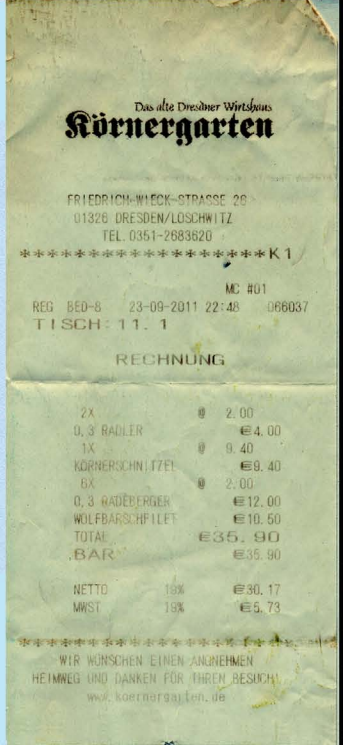 Das alte Dresdner Wirtshaus
Körnergarten
FRIEDRICH-WIECK-STRASSE 26
01326 DRESDEN/LOSCHWITZ
TEL.0351-2683620
********************K1
MC #01
REG BED-8 23-09-2011 22:48 066037
TISCH:11.1
RECHNUNG
2X @ 2.00
0,3 RADLER €4.00
1X @ 9.40
KÖRNERSCHNITZEL €9.40
6X @ 2.00
0,3 RADEBERGER €12.00
WOLFBARSCHFILET €10.50
TOTAL €35.90
BAR €35.90
NETTO 19% €30.17
MWST 19% €5.73
**********************
WIR WÜNSCHEN EINEN ANGNEHMEN
HEIMWEG UND DANKEN FÜR IHREN BESUCH!
www.koernergarten.de